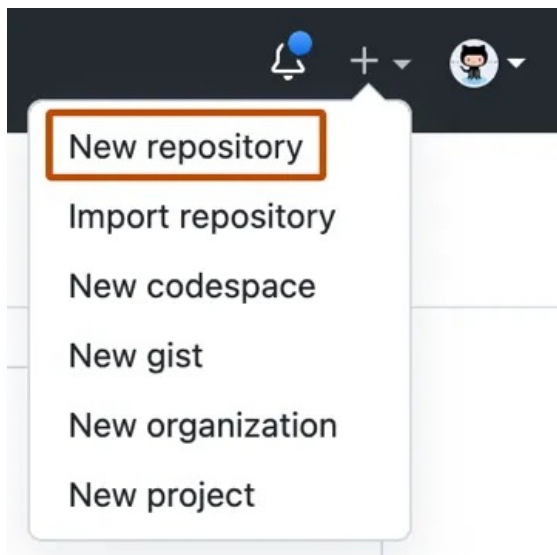 New repository
Import repository
New codespace
New gist
New organization
New project